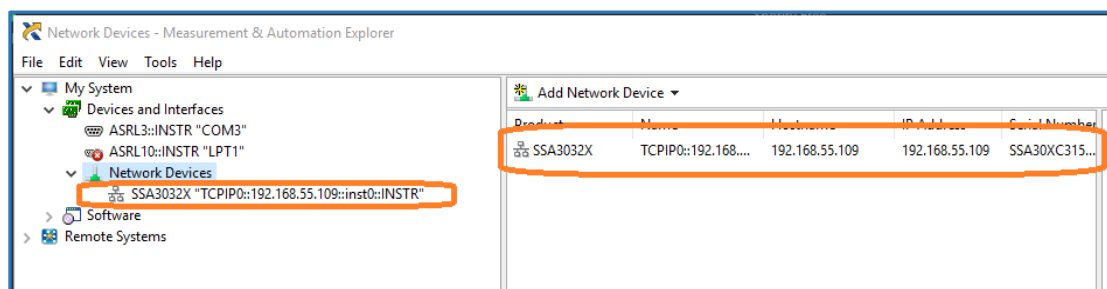 Network Devices - Measurement & Automation Explorer
File Edit View Tools Help
My System
Devices and Interfaces
ASRL3::INSTR "COM3"
ASRL10::INSTR "LPT1"
Network Devices
SSA3032X "TCPIP0::192.168.55.109::inst0::INSTR"
Software
Remote Systems
Add Network Device
Product Name Hostname IP Address Serial Number
SSA3032X TCPIP0::192.168.... 192.168.55.109 192.168.55.109 SSA30XC315...